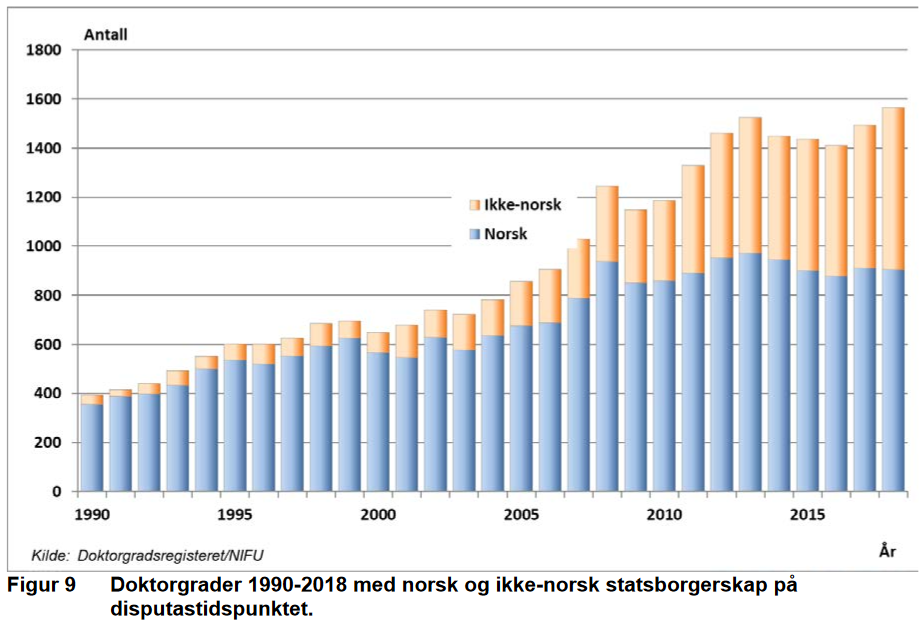 Antall
1800
1600
1400
1200
1000
800
600
400
200
0
Ikke-norsk
Norsk
1990 1995 2000 2005 2010 2015
År
Kilde: Doktorgradsregisteret/NIFU
Figur 9 Doktorgrader 1990-2018 med norsk og ikke-norsk statsborgerskap på
disputastidspunktet.